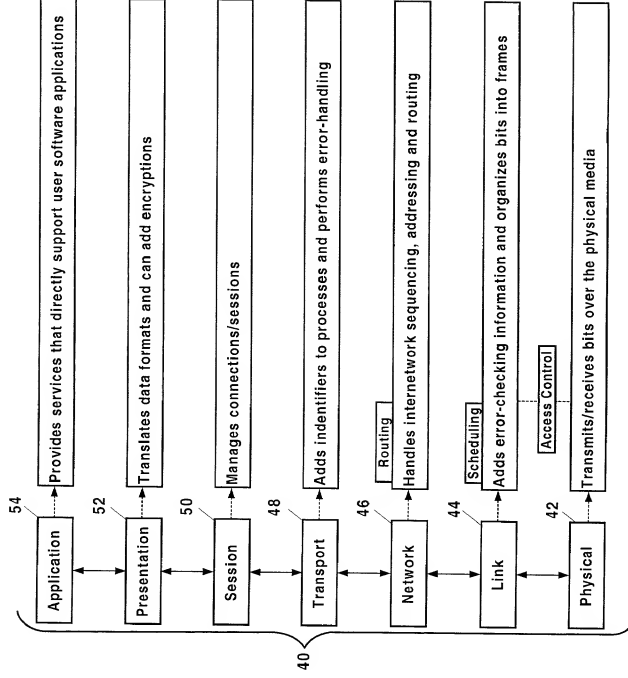 54
Application
Provides services that directly support user software applications
52
Presentation
Translates data formats and can add encryptions
50
Session
Manages connections/sessions
48
Transport
Adds indentifiers to processes and performs error-handling
46
Routing
Network
Handles internetwork sequencing, addressing and routing
44
Scheduling
Link
Adds error-checking information and organizes bits into frames
Access Control
42
Physical
Transmits/receives bits over the physical media
40